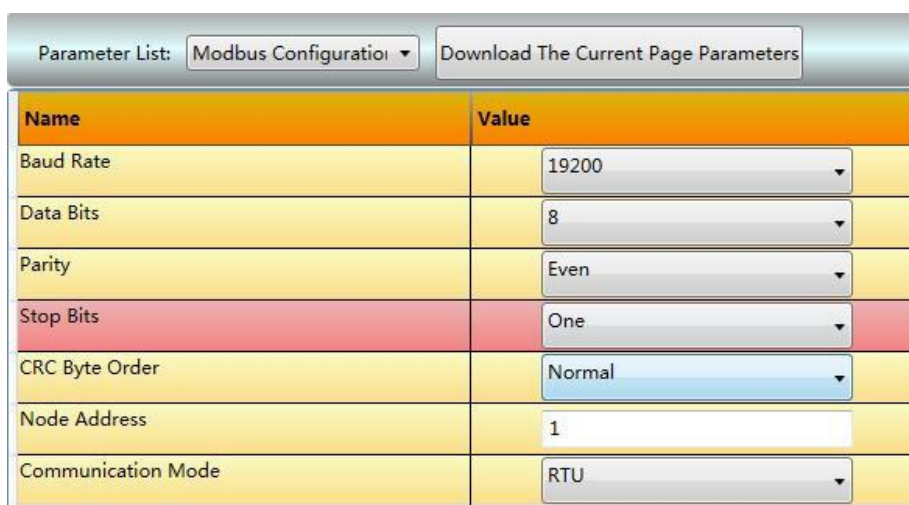 Parameter List: Modbus Configuration Download The Current Page Parameters
Name Value
Baud Rate 19200
Data Bits 8
Parity Even
Stop Bits One
CRC Byte Order Normal
Node Address 1
Communication Mode RTU